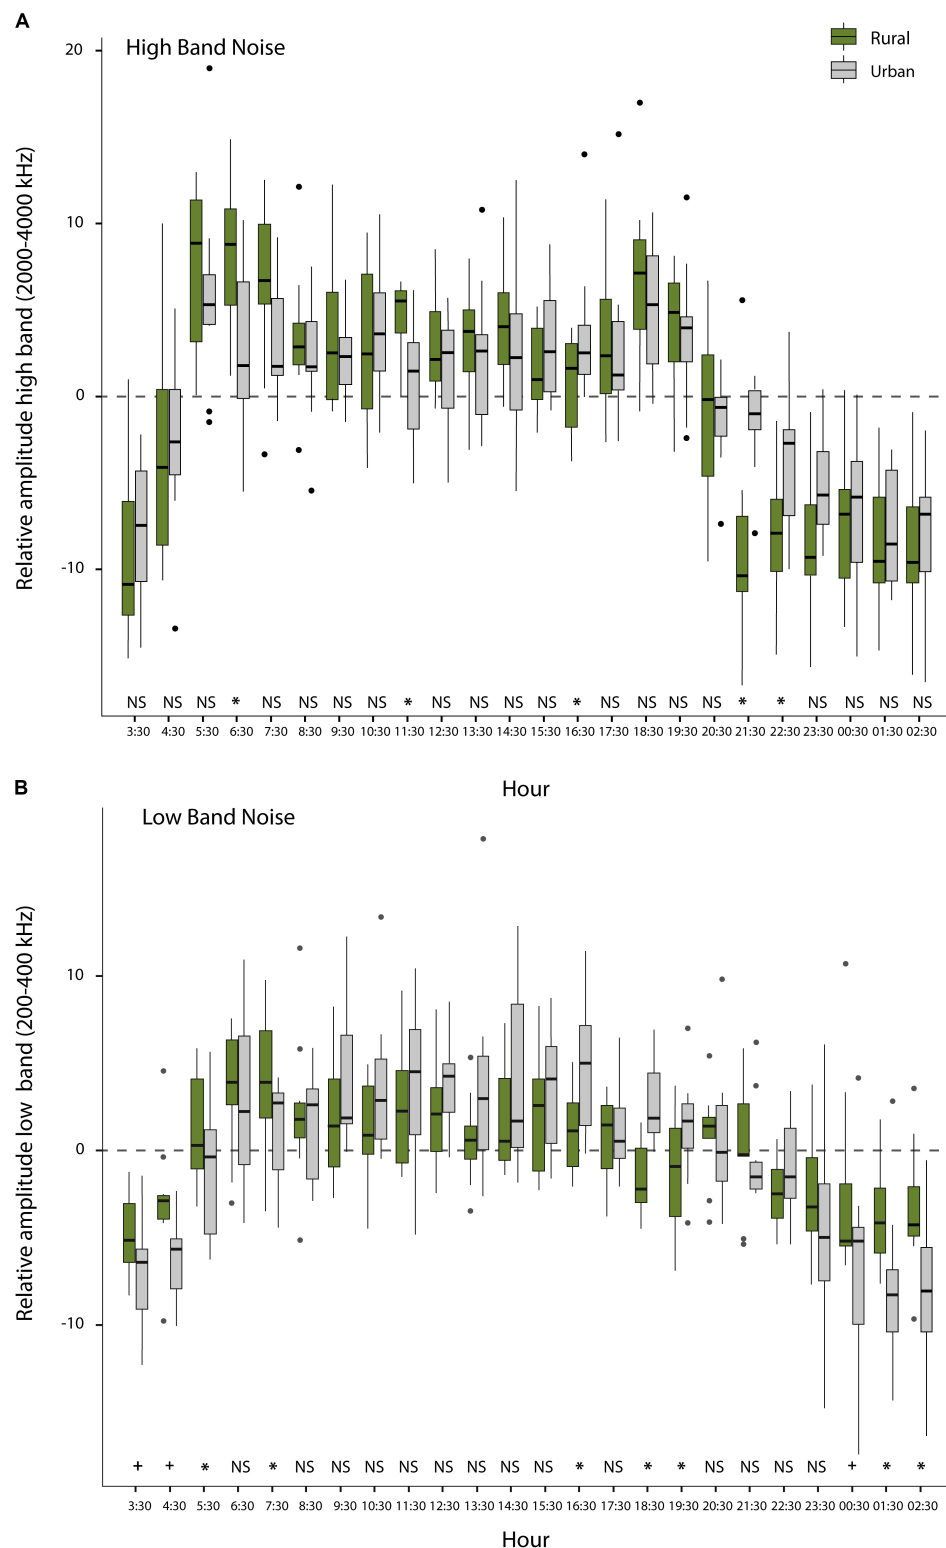 A
High Band Noise
Rural
Urban
Relative amplitude high band (2000-4000 kHz)
20
10
0
-10
NS NS NS * NS NS NS NS * NS NS NS NS * NS NS NS NS * * NS NS NS NS
3:30 4:30 5:30 6:30 7:30 8:30 9:30 10:30 11:30 12:30 13:30 14:30 15:30 16:30 17:30 18:30 19:30 20:30 21:30 22:30 23:30 00:30 01:30 02:30
Hour
B
Low Band Noise
Relative amplitude low band (200-400 kHz)
10
0
-10
+ + * NS * NS NS NS NS NS NS NS NS * NS * * NS NS NS NS + * *
3:30 4:30 5:30 6:30 7:30 8:30 9:30 10:30 11:30 12:30 13:30 14:30 15:30 16:30 17:30 18:30 19:30 20:30 21:30 22:30 23:30 00:30 01:30 02:30
Hour